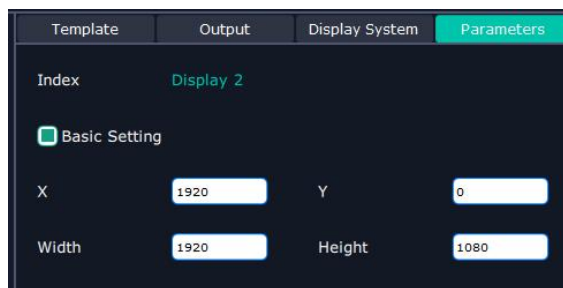 Template Output Display System Parameters
Index Display 2
Basic Setting
X 1920 Y 0
Width 1920 Height 1080